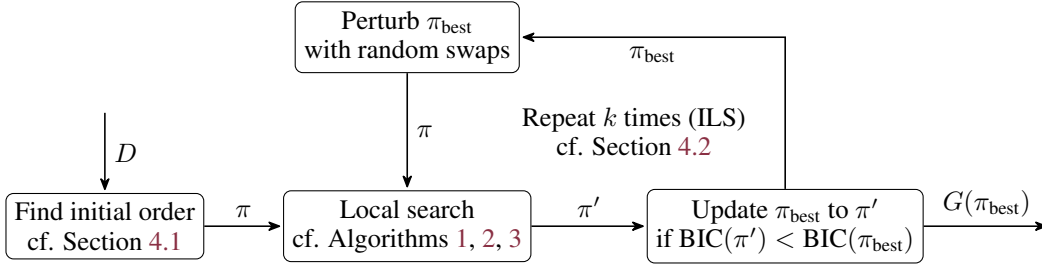 Perturb π_best
with random swaps
π_best
π
Repeat k times (ILS)
cf. Section 4.2
D
Find initial order
cf. Section 4.1
π
Local search
cf. Algorithms 1, 2, 3
π′
Update π_best to π′
if BIC(π′) < BIC(π_best)
G(π_best)